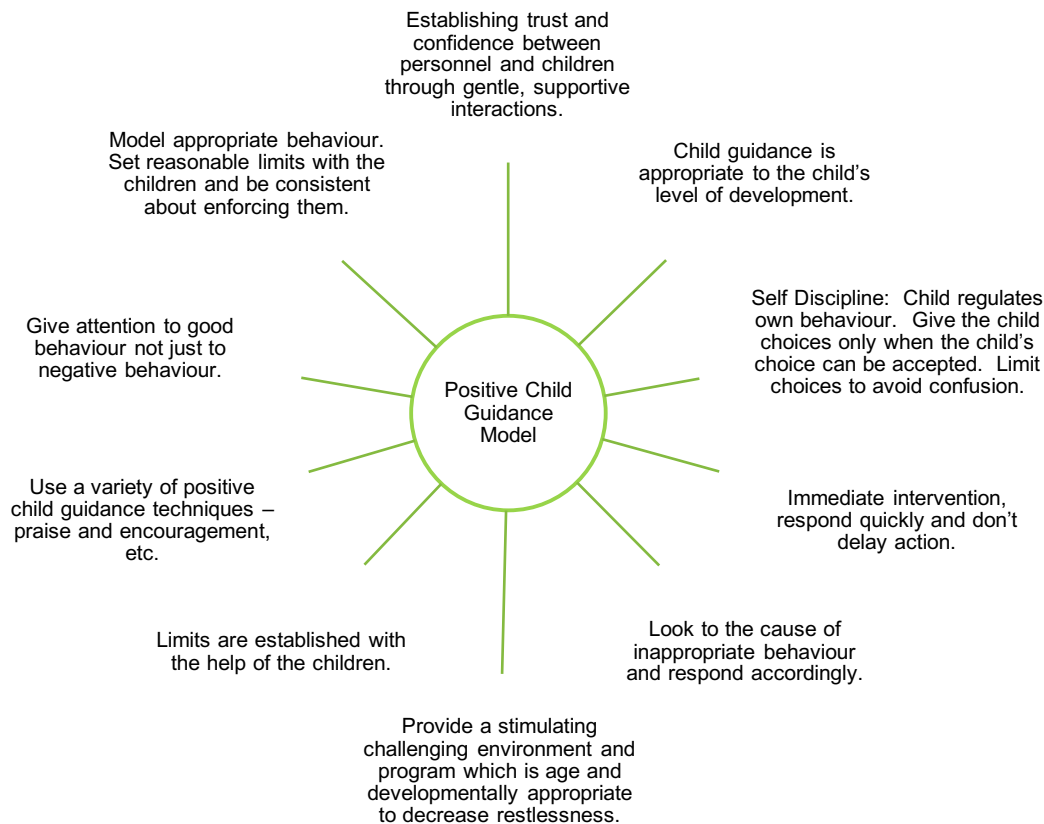 Establishing trust and
confidence between
personnel and children
through gentle, supportive
interactions.
Child guidance is
appropriate to the child’s
level of development.
Self Discipline:  Child regulates
own behaviour.  Give the child
choices only when the child’s
choice can be accepted.  Limit
choices to avoid confusion.
Immediate intervention,
respond quickly and don’t
delay action.
Look to the cause of
inappropriate behaviour
and respond accordingly.
Provide a stimulating
challenging environment and
program which is age and
developmentally appropriate
to decrease restlessness.
Limits are established with
the help of the children.
Use a variety of positive
child guidance techniques –
praise and encouragement,
etc.
Give attention to good
behaviour not just to
negative behaviour.
Model appropriate behaviour.
Set reasonable limits with the
children and be consistent
about enforcing them.
Positive Child
Guidance
Model